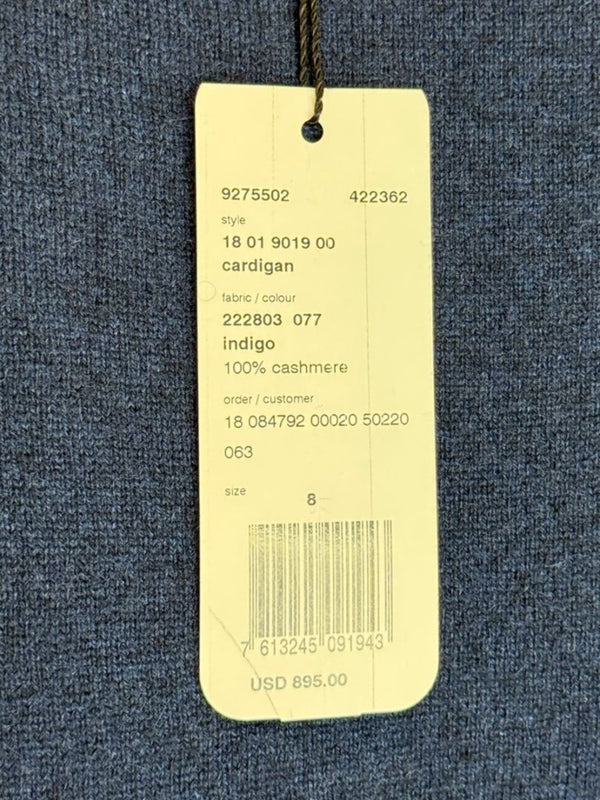 9275502 422362
style
18 01 9019 00
cardigan
fabric / colour
222803 077
indigo
100% cashmere
order / customer
18 084792 00020 50220
063
size
8
7 613245 091943
USD 895.00